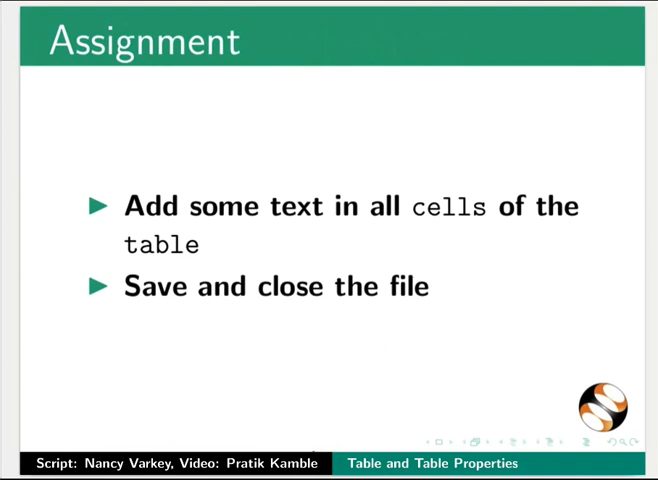 Assignment
Add some text in all cells of the
table
Save and close the file
Script: Nancy Varkey, Video: Pratik Kamble Table and Table Properties